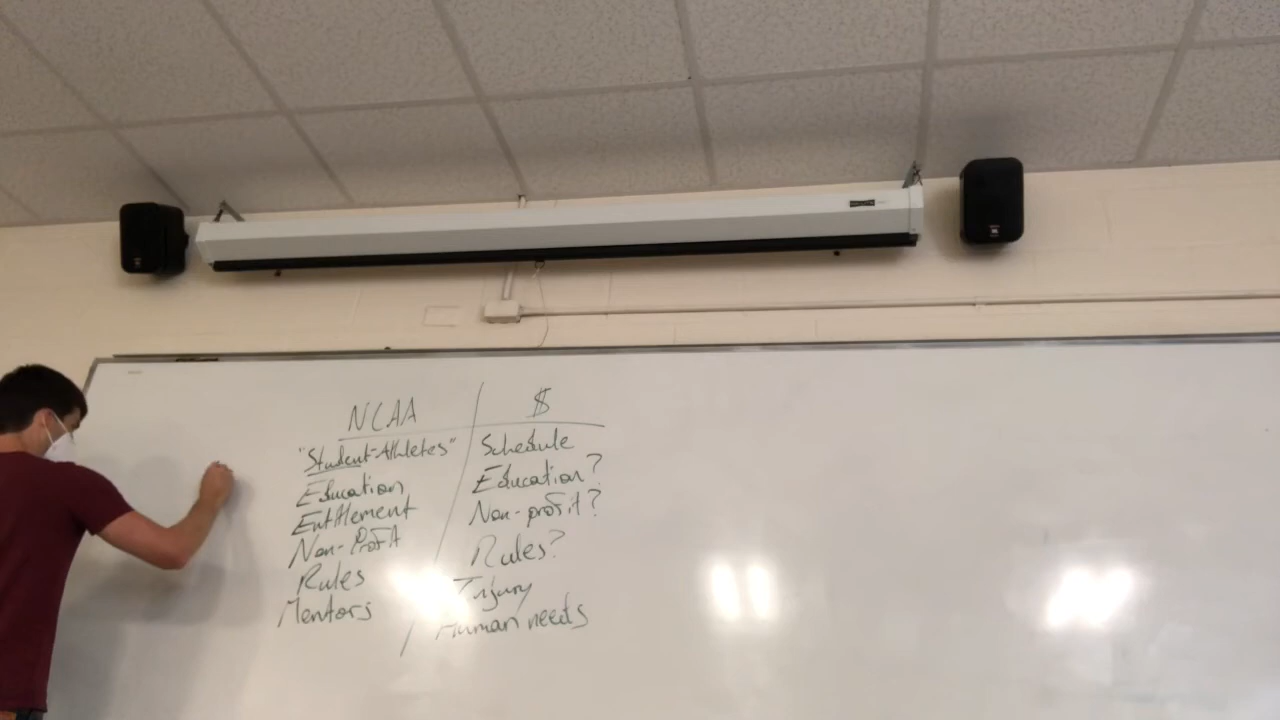 NCAA
"Student-Athletes"
Education
Entitlement
Non-Profit
Rules
Mentors
$
Schedule
Education?
Non-profit?
Rules?
Injury
Human needs